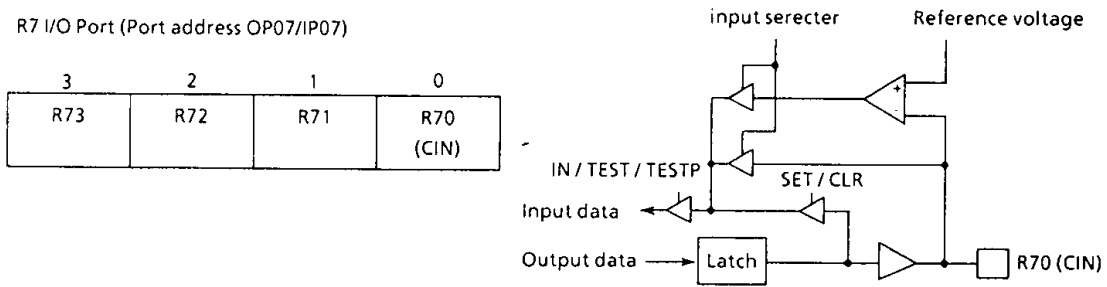 R7 I/O Port (Port address OP07/IP07)
3 2 1 0
R73 R72 R71 R70
(CIN)
input serecter Reference voltage
+
-
IN / TEST / TESTP
SET / CLR
Input data
Output data Latch R70 (CIN)